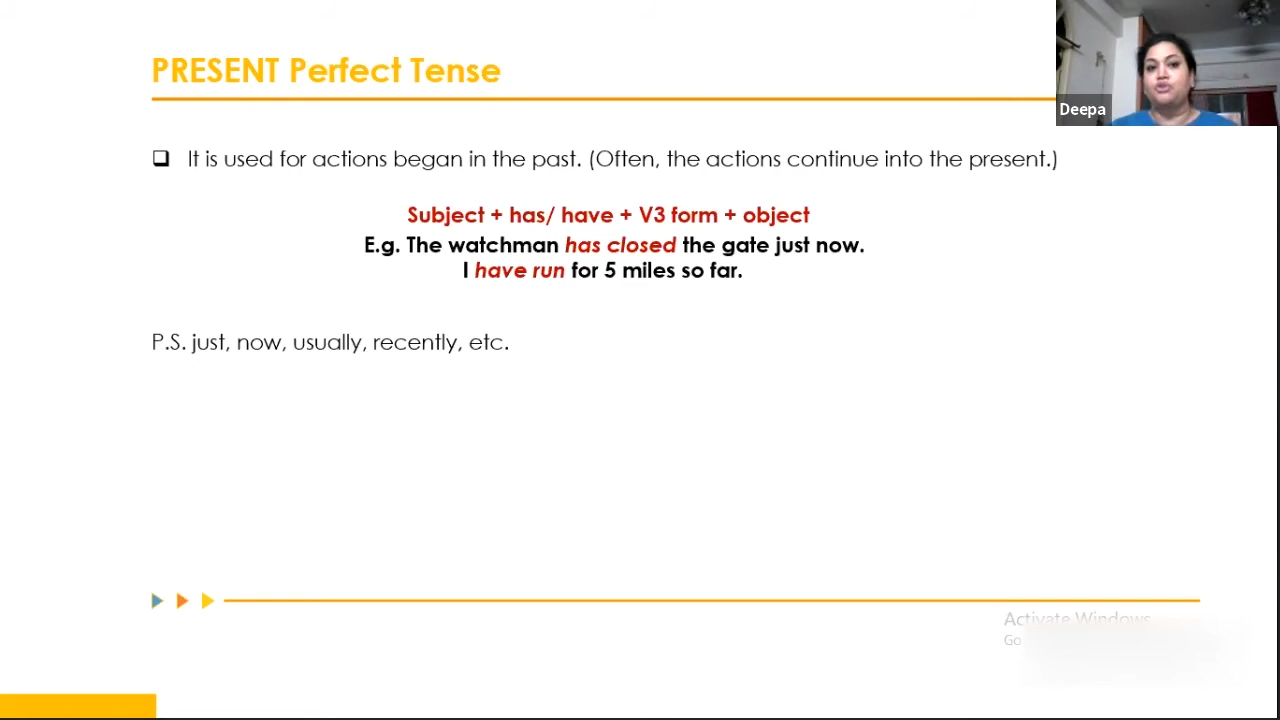 PRESENT Perfect Tense
Deepa
It is used for actions began in the past. (Often, the actions continue into the present.)
Subject + has/ have + V3 form + object
E.g. The watchman has closed the gate just now.
I have run for 5 miles so far.
P.S. just, now, usually, recently, etc.
Activate Windows
Go